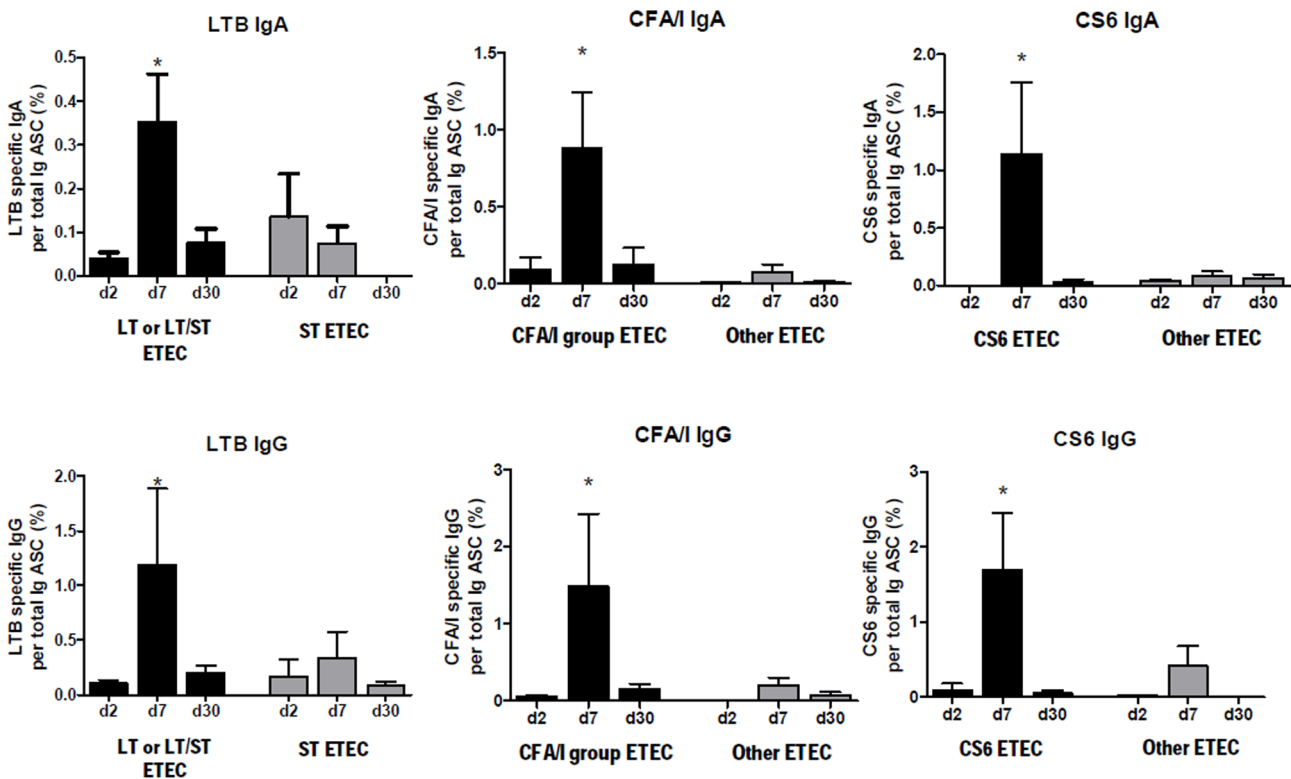 LTB IgA
LTB specific IgA
per total Ig ASC (%)
0.5
0.4
0.3
0.2
0.1
0.0
*
d2 d7 d30 d2 d7 d30
LT or LT/ST
ETEC
ST ETEC
CFA/I IgA
CFA/I specific IgA
per total Ig ASC (%)
1.5
1.0
0.5
0.0
*
d2 d7 d30 d2 d7 d30
CFA/I group ETEC Other ETEC
CS6 IgA
CS6 specific IgA
per total Ig ASC (%)
2.0
1.5
1.0
0.5
0.0
*
d2 d7 d30 d2 d7 d30
CS6 ETEC Other ETEC
LTB IgG
LTB specific IgG
per total Ig ASC (%)
2.0
1.5
1.0
0.5
0.0
*
d2 d7 d30 d2 d7 d30
LT or LT/ST
ETEC
ST ETEC
CFA/I IgG
CFA/I specific IgG
per total Ig ASC (%)
3
2
1
0
*
d2 d7 d30 d2 d7 d30
CFA/I group ETEC Other ETEC
CS6 IgG
CS6 specific IgG
per total Ig ASC (%)
3
2
1
0
*
d2 d7 d30 d2 d7 d30
CS6 ETEC Other ETEC